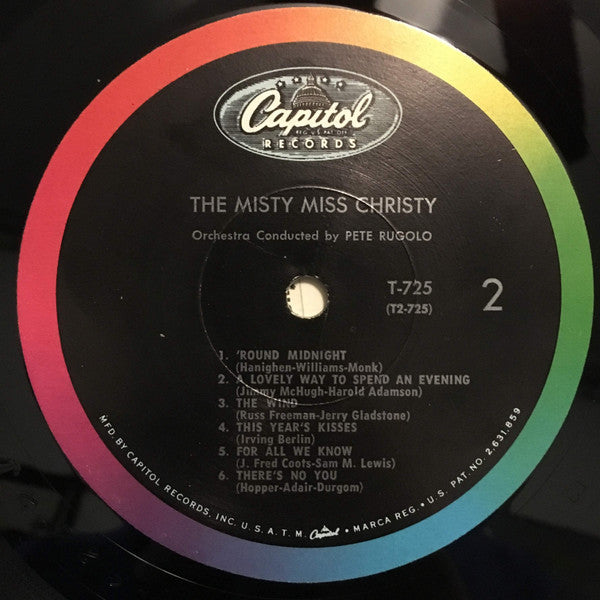 Capitol
REG. U.S. PAT. OFF.
RECORDS
THE MISTY MISS CHRISTY
Orchestra Conducted by PETE RUGOLO
T-725
(T2-725)
2
1. 'ROUND MIDNIGHT
(Hanighen-Williams-Monk)
2. A LOVELY WAY TO SPEND AN EVENING
(Jimmy McHugh-Harold Adamson)
3. THE WIND
(Russ Freeman-Jerry Gladstone)
4. THIS YEAR'S KISSES
(Irving Berlin)
5. FOR ALL WE KNOW
(J. Fred Coots-Sam M. Lewis)
6. THERE'S NO YOU
(Hopper-Adair-Durgom)
MFD. BY CAPITOL RECORDS, INC. U.S.A. T.M. Capitol • MARCA REG. • U.S. PAT. NO. 2,631,859